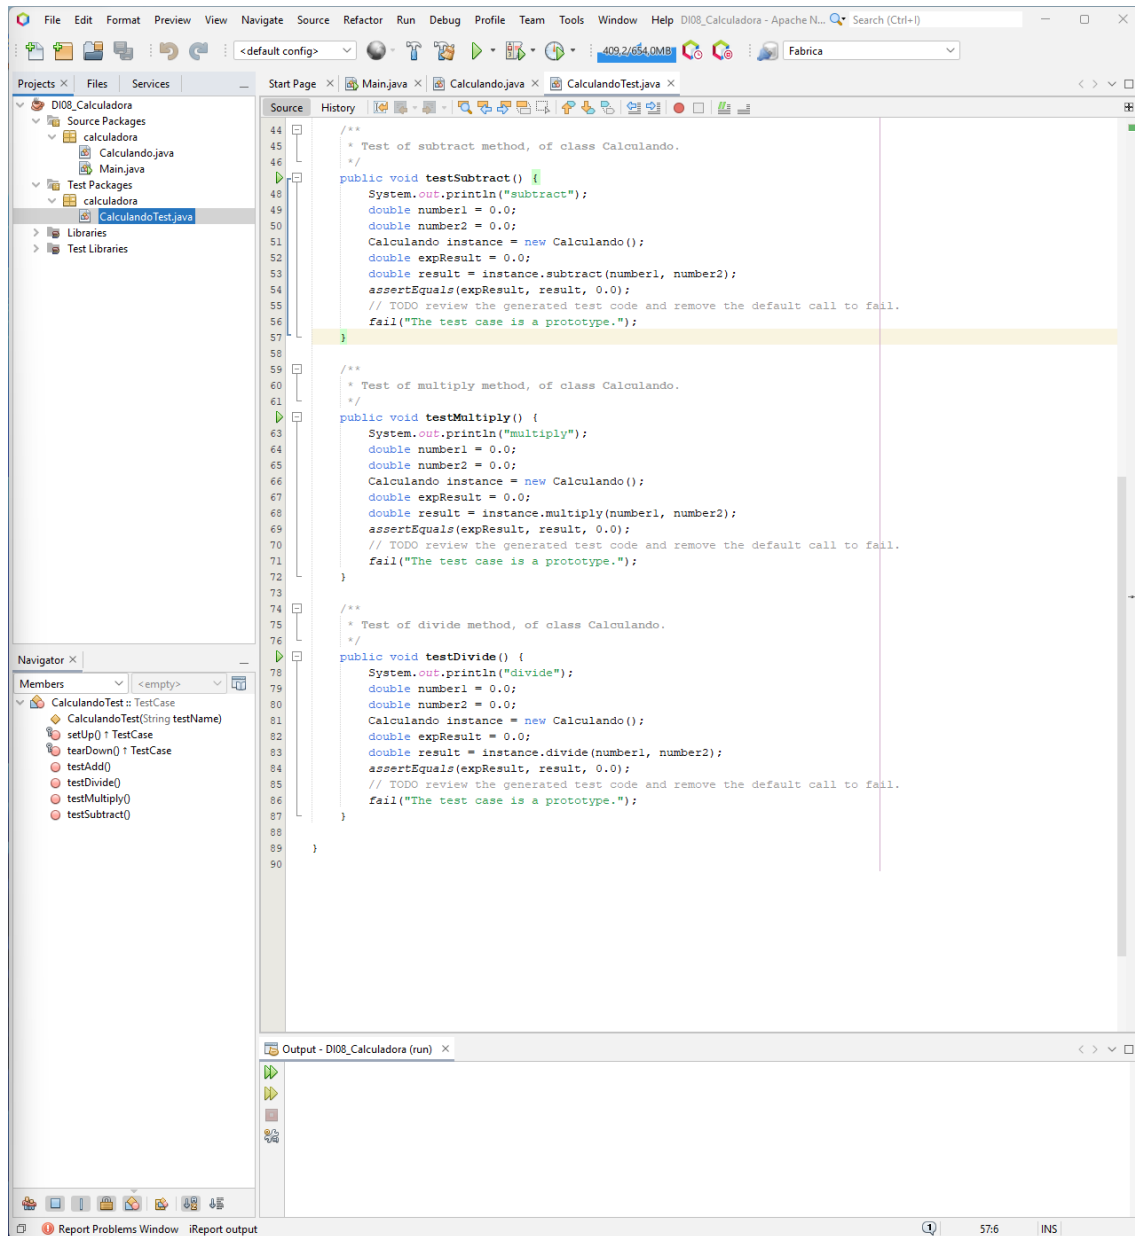 File Edit Format Preview View Navigate Source Refactor Run Debug Profile Team Tools Window Help DI08_Calculadora - Apache N... Search (Ctrl+I)
<default config> 409,2/654,0MB Fabrica
Projects Files Services
Start Page Main.java Calculando.java CalculandoTest.java
DI08_Calculadora
Source Packages
calculadora
Calculando.java
Main.java
Test Packages
calculadora
CalculandoTest.java
Libraries
Test Libraries
Source History
44 /**
45 * Test of subtract method, of class Calculando.
46 */
public void testSubtract() {
48 System.out.println("subtract");
49 double number1 = 0.0;
50 double number2 = 0.0;
51 Calculando instance = new Calculando();
52 double expResult = 0.0;
53 double result = instance.subtract(number1, number2);
54 assertEquals(expResult, result, 0.0);
55 // TODO review the generated test code and remove the default call to fail.
56 fail("The test case is a prototype.");
57 }
58
59 /**
60 * Test of multiply method, of class Calculando.
61 */
public void testMultiply() {
63 System.out.println("multiply");
64 double number1 = 0.0;
65 double number2 = 0.0;
66 Calculando instance = new Calculando();
67 double expResult = 0.0;
68 double result = instance.multiply(number1, number2);
69 assertEquals(expResult, result, 0.0);
70 // TODO review the generated test code and remove the default call to fail.
71 fail("The test case is a prototype.");
72 }
73
74 /**
75 * Test of divide method, of class Calculando.
76 */
public void testDivide() {
78 System.out.println("divide");
79 double number1 = 0.0;
80 double number2 = 0.0;
81 Calculando instance = new Calculando();
82 double expResult = 0.0;
83 double result = instance.divide(number1, number2);
84 assertEquals(expResult, result, 0.0);
85 // TODO review the generated test code and remove the default call to fail.
86 fail("The test case is a prototype.");
87 }
88
89 }
90
Navigator
Members <empty>
CalculandoTest :: TestCase
CalculandoTest(String testName)
setUp() ↑ TestCase
tearDown() ↑ TestCase
testAdd()
testDivide()
testMultiply()
testSubtract()
Output - DI08_Calculadora (run)
Report Problems Window iReport output 1 57:6 INS